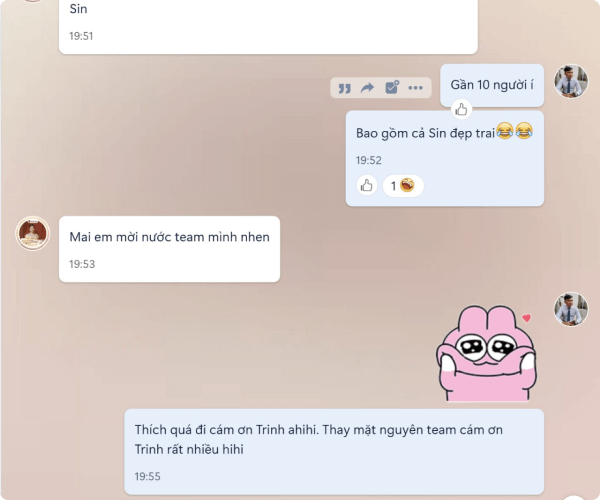 Sin
19:51
Gần 10 người í
Bao gồm cả Sin đẹp trai😂😂
19:52
1
Mai em mời nước team mình nhen
19:53
Thích quá đi cám ơn Trinh ahihi. Thay mặt nguyên team cám ơn
Trinh rất nhiều hihi
19:55